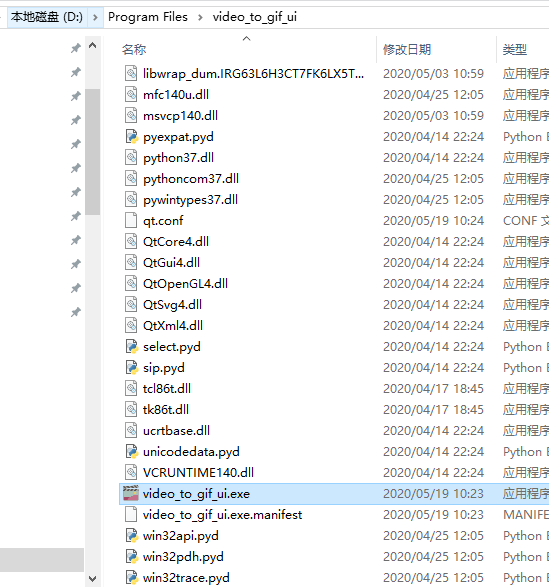 本地磁盘 (D:) Program Files video_to_gif_ui
名称 修改日期 类型
libwrap_dum.IRG63L6H3CT7FK6LX5T... 2020/05/03 10:59 应用程序
mfc140u.dll 2020/04/25 12:05 应用程序
msvcp140.dll 2020/05/03 10:59 应用程序
pyexpat.pyd 2020/04/14 22:24 Python E
python37.dll 2020/04/14 22:24 应用程序
pythoncom37.dll 2020/04/25 12:05 应用程序
pywintypes37.dll 2020/04/25 12:05 应用程序
qt.conf 2020/05/19 10:24 CONF 文
QtCore4.dll 2020/04/14 22:24 应用程序
QtGui4.dll 2020/04/14 22:24 应用程序
QtOpenGL4.dll 2020/04/14 22:24 应用程序
QtSvg4.dll 2020/04/14 22:24 应用程序
QtXml4.dll 2020/04/14 22:24 应用程序
select.pyd 2020/04/14 22:24 Python E
sip.pyd 2020/04/14 22:24 Python E
tcl86t.dll 2020/04/17 18:45 应用程序
tk86t.dll 2020/04/17 18:45 应用程序
ucrtbase.dll 2020/04/14 22:24 应用程序
unicodedata.pyd 2020/04/14 22:24 Python E
VCRUNTIME140.dll 2020/04/14 22:24 应用程序
video_to_gif_ui.exe 2020/05/19 10:23 应用程序
video_to_gif_ui.exe.manifest 2020/05/19 10:23 MANIFE
win32api.pyd 2020/04/25 12:05 Python E
win32pdh.pyd 2020/04/25 12:05 Python E
win32trace.pyd 2020/04/25 12:05 Python E